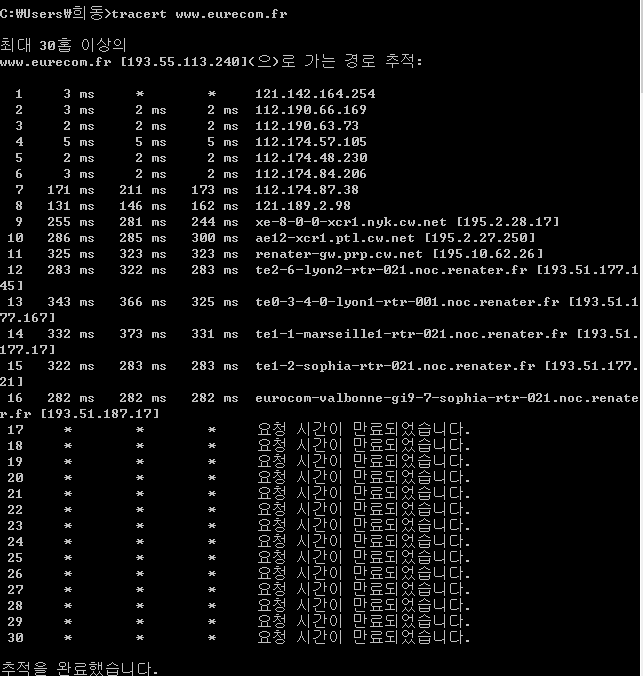 C:\Users\희동>tracert www.eurecom.fr
최대 30홉 이상의
www.eurecom.fr [193.55.113.240](으)로 가는 경로 추적:
1 3 ms * * 121.142.164.254
2 3 ms 2 ms 2 ms 112.190.66.169
3 2 ms 2 ms 2 ms 112.190.63.73
4 5 ms 5 ms 5 ms 112.174.57.105
5 2 ms 2 ms 2 ms 112.174.48.230
6 3 ms 2 ms 2 ms 112.174.84.206
7 171 ms 211 ms 173 ms 112.174.87.38
8 131 ms 146 ms 162 ms 121.189.2.98
9 255 ms 281 ms 244 ms xe-8-0-0-xcr1.nyk.cw.net [195.2.28.17]
10 286 ms 285 ms 300 ms ae12-xcr1.ptl.cw.net [195.2.27.250]
11 325 ms 323 ms 323 ms renater-gw.prp.cw.net [195.10.62.26]
12 283 ms 322 ms 283 ms te2-6-lyon2-rtr-021.noc.renater.fr [193.51.177.1
45]
13 343 ms 366 ms 325 ms te0-3-4-0-lyon1-rtr-001.noc.renater.fr [193.51.1
77.167]
14 332 ms 373 ms 331 ms te1-1-marseille1-rtr-021.noc.renater.fr [193.51.
177.17]
15 322 ms 283 ms 283 ms te1-2-sophia-rtr-021.noc.renater.fr [193.51.177.
21]
16 282 ms 282 ms 282 ms eurocom-valbonne-gi9-7-sophia-rtr-021.noc.renate
r.fr [193.51.187.17]
17 * * * 요청 시간이 만료되었습니다.
18 * * * 요청 시간이 만료되었습니다.
19 * * * 요청 시간이 만료되었습니다.
20 * * * 요청 시간이 만료되었습니다.
21 * * * 요청 시간이 만료되었습니다.
22 * * * 요청 시간이 만료되었습니다.
23 * * * 요청 시간이 만료되었습니다.
24 * * * 요청 시간이 만료되었습니다.
25 * * * 요청 시간이 만료되었습니다.
26 * * * 요청 시간이 만료되었습니다.
27 * * * 요청 시간이 만료되었습니다.
28 * * * 요청 시간이 만료되었습니다.
29 * * * 요청 시간이 만료되었습니다.
30 * * * 요청 시간이 만료되었습니다.
추적을 완료했습니다.